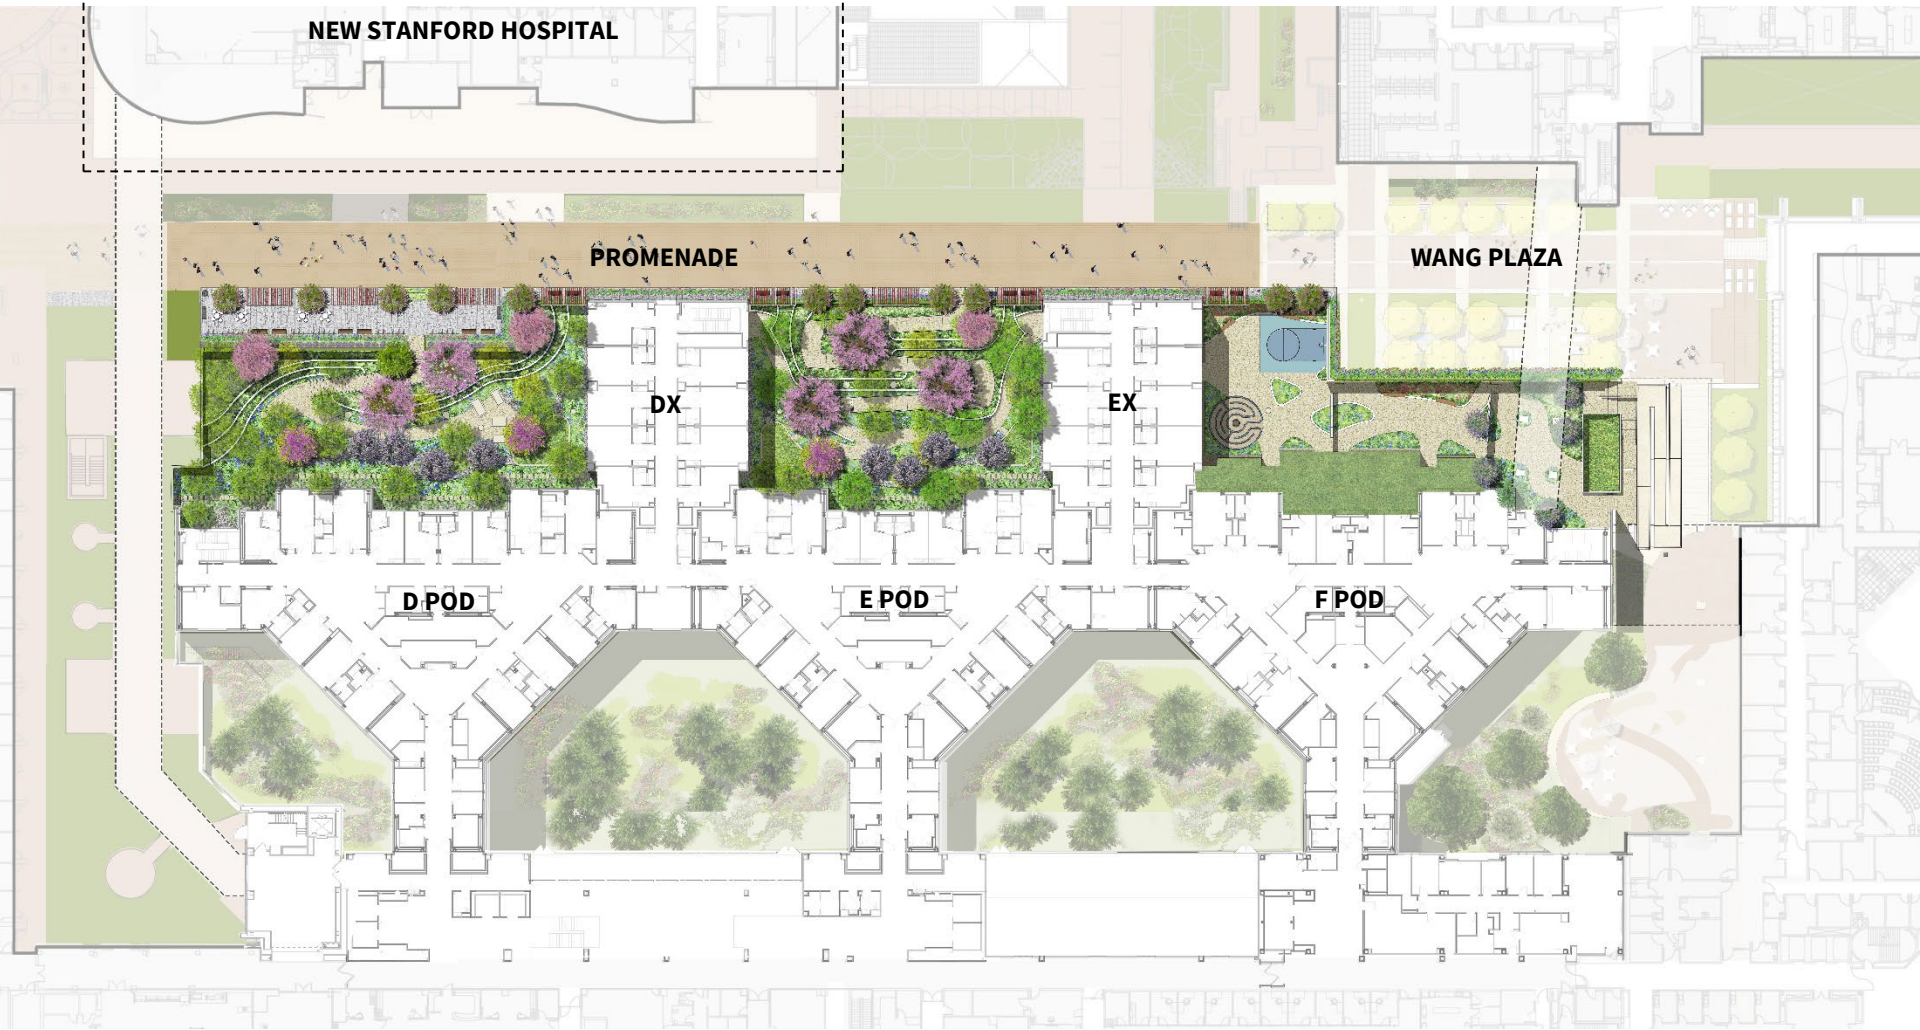 NEW STANFORD HOSPITAL
PROMENADE
WANG PLAZA
DX
EX
D POD
E POD
F POD